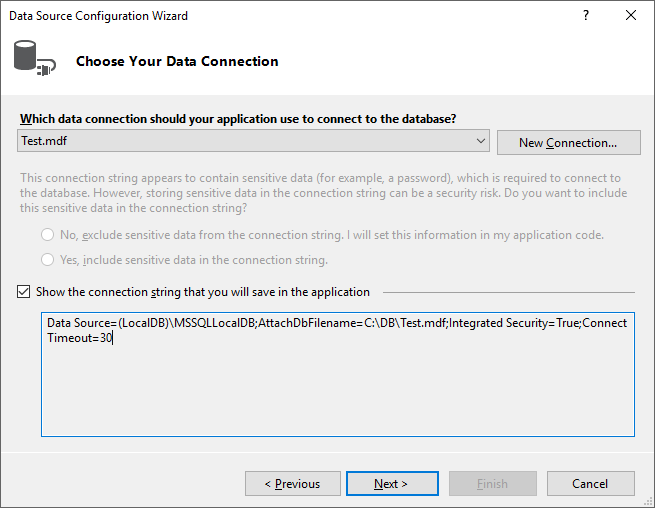 Data Source Configuration Wizard
?
Choose Your Data Connection
Which data connection should your application use to connect to the database?
Test.mdf
New Connection...
This connection string appears to contain sensitive data (for example, a password), which is required to connect to
the database. However, storing sensitive data in the connection string can be a security risk. Do you want to include
this sensitive data in the connection string?
No, exclude sensitive data from the connection string. I will set this information in my application code.
Yes, include sensitive data in the connection string.
Show the connection string that you will save in the application
Data Source=(LocalDB)\MSSQLLocalDB;AttachDbFilename=C:\DB\Test.mdf;Integrated Security=True;Connect
Timeout=30
< Previous
Next >
Finish
Cancel